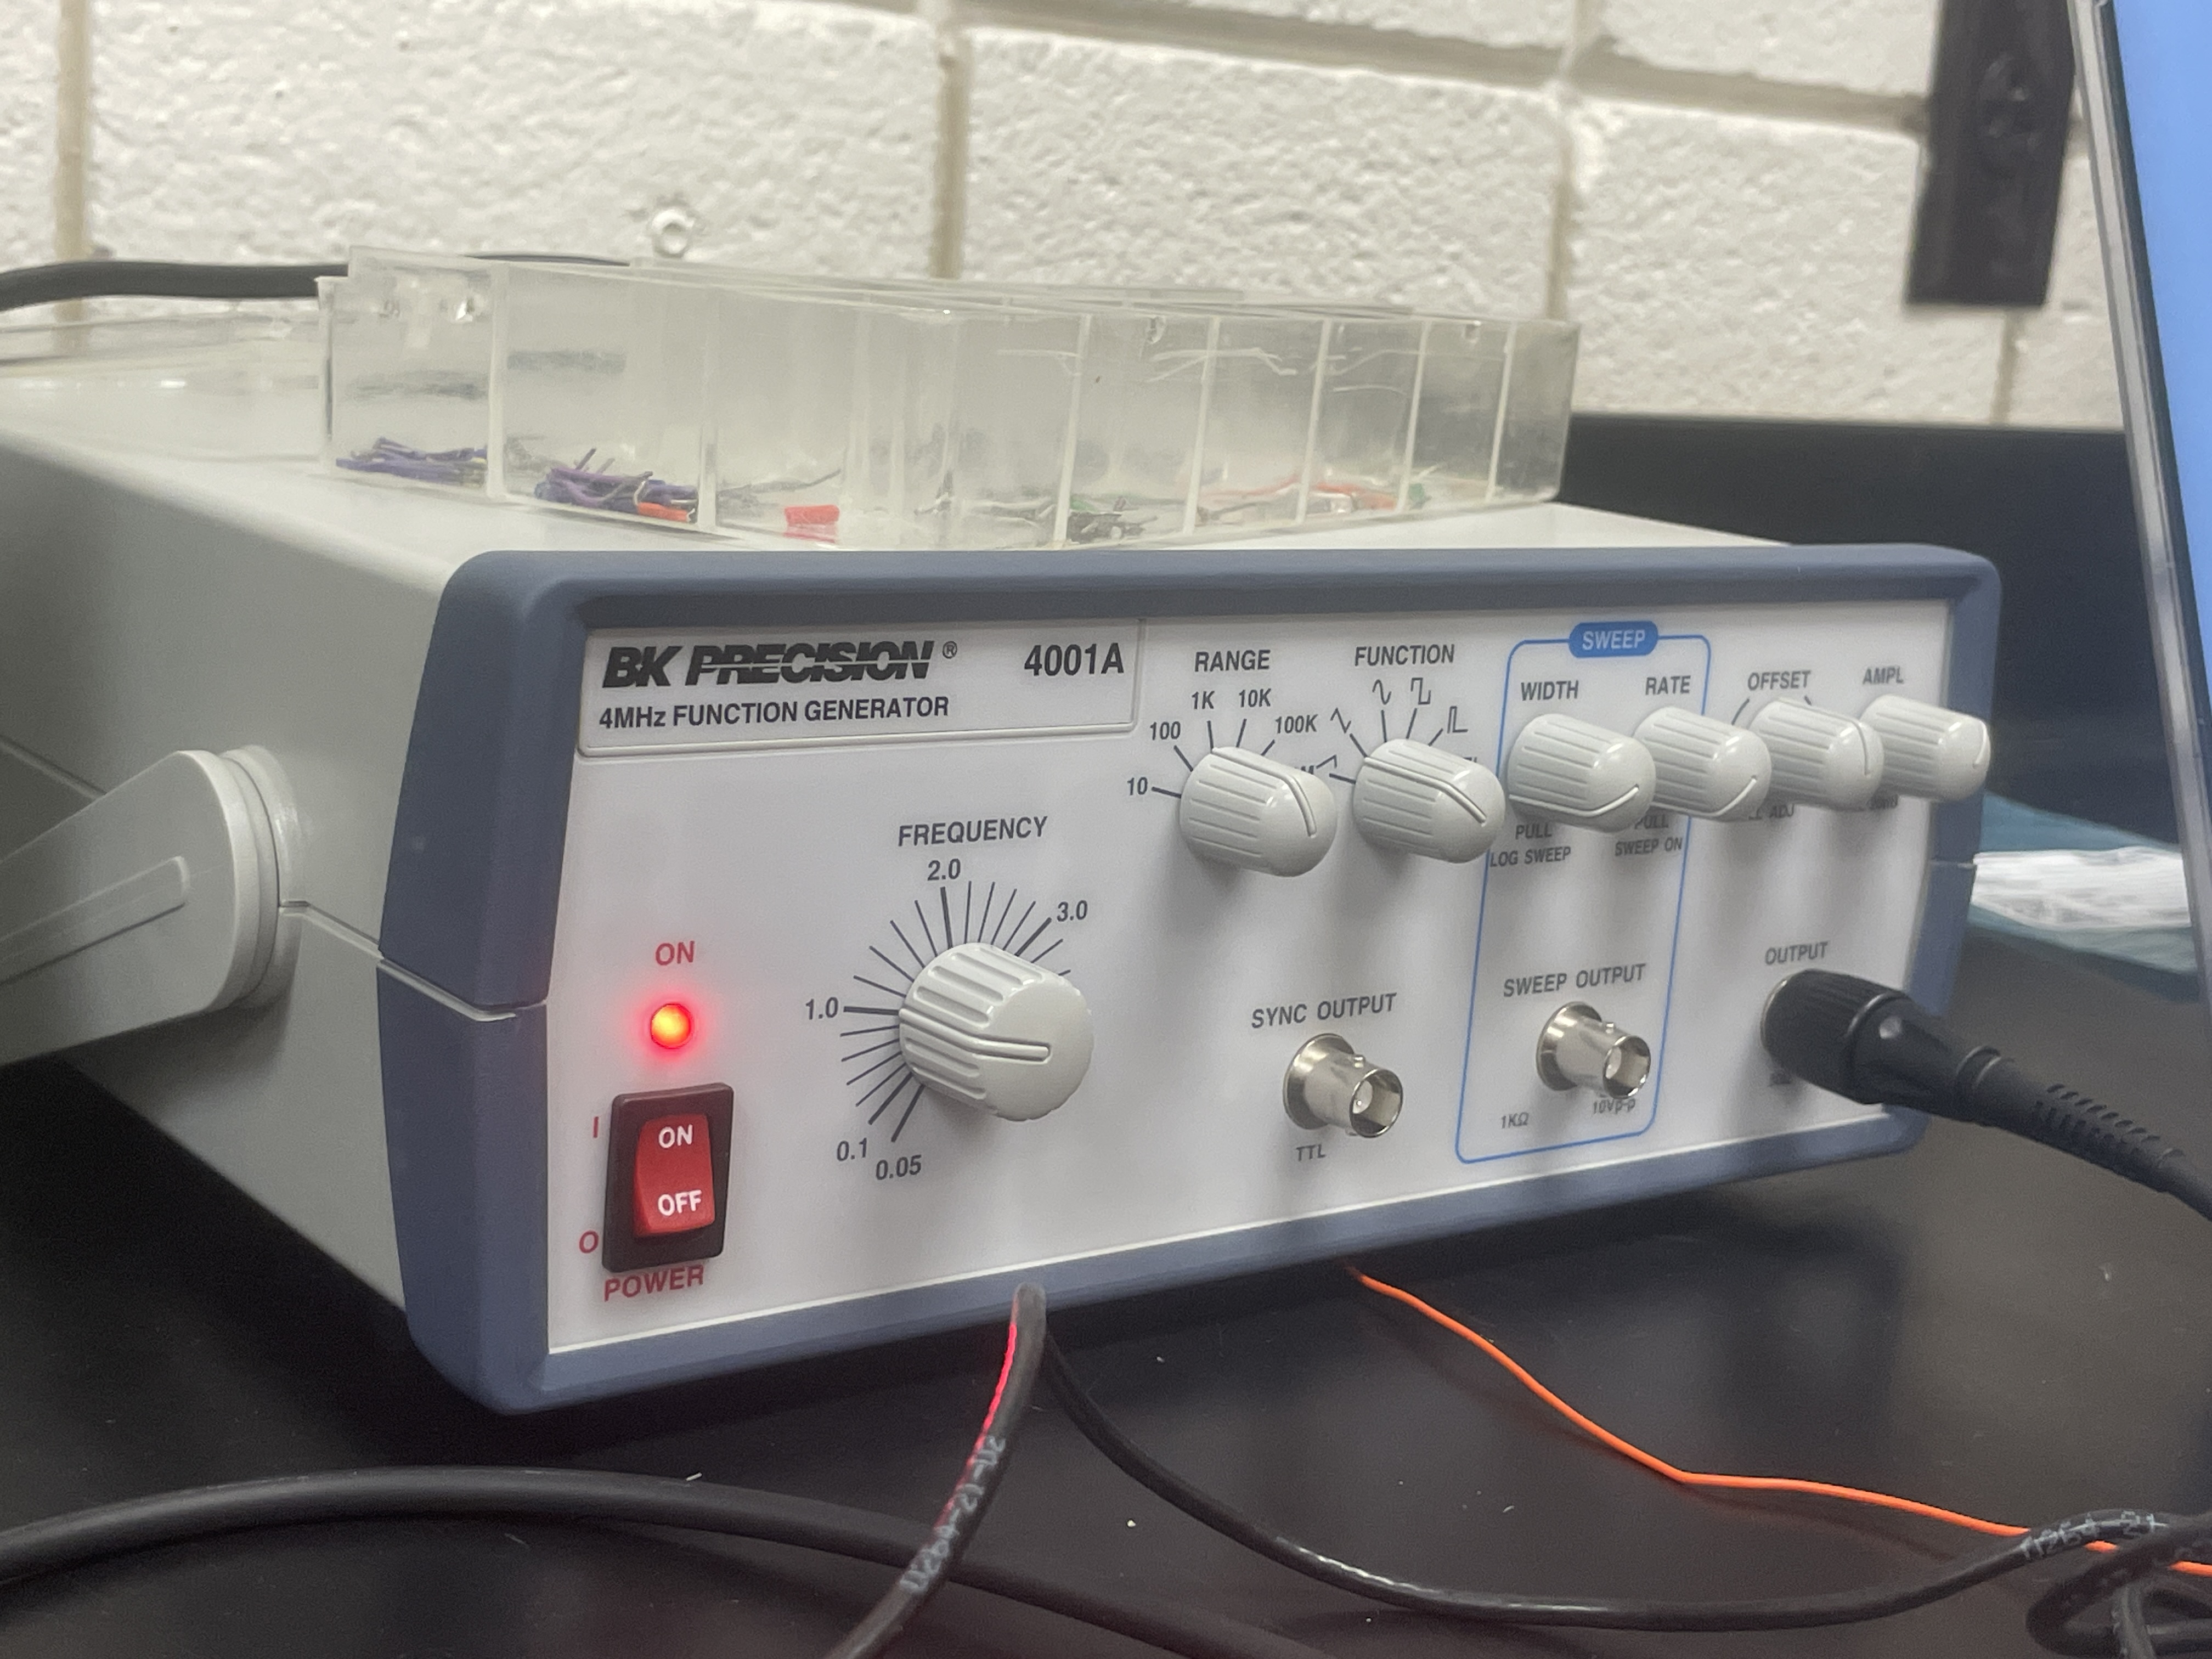 BK PRECISION ®
4001A
4MHz FUNCTION GENERATOR
RANGE
10
100
1K
10K
100K
FUNCTION
SWEEP
WIDTH
RATE
OFFSET
AMPL
PULL
LOG SWEEP
PULL
SWEEP ON
ADJ
FREQUENCY
2.0
3.0
1.0
0.1
0.05
ON
I
ON
OFF
O
POWER
SYNC OUTPUT
TTL
SWEEP OUTPUT
1KΩ
10Vp-p
OUTPUT